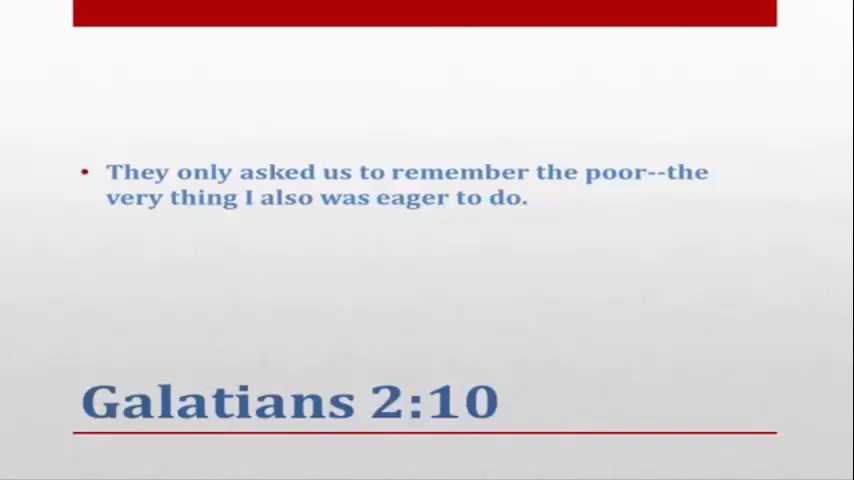 • They only asked us to remember the poor--the
very thing I also was eager to do.
Galatians 2:10